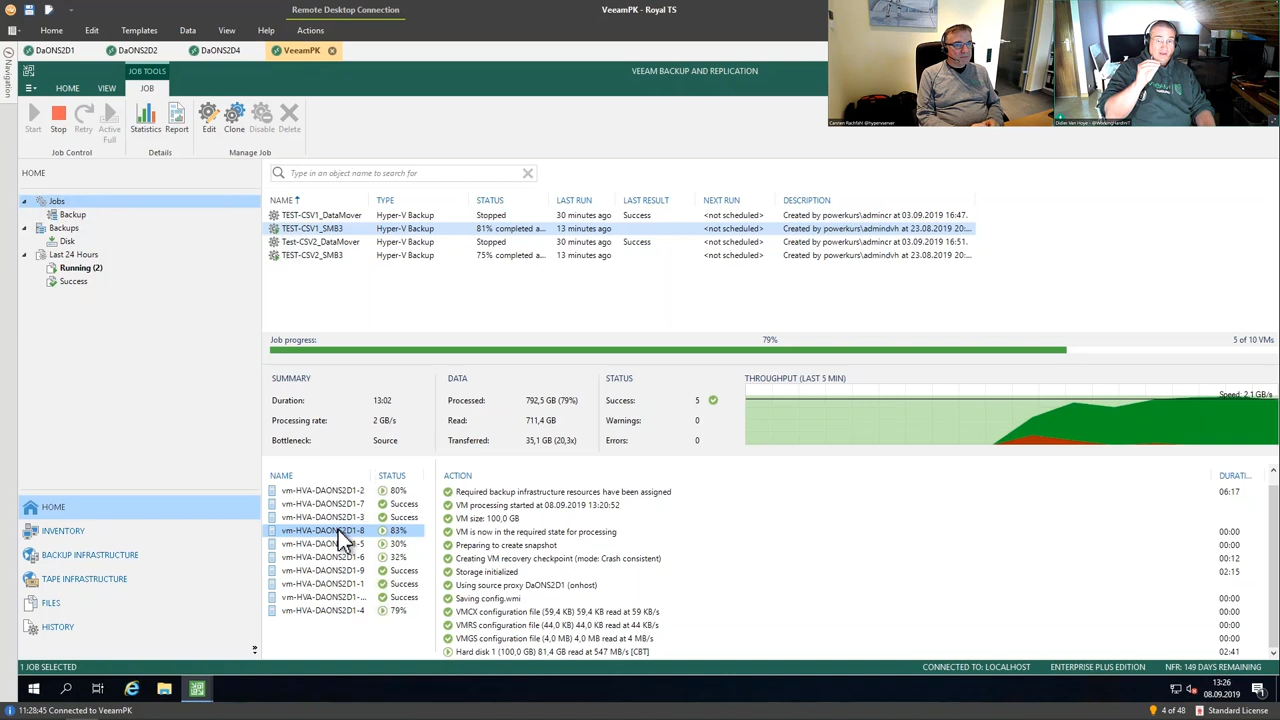 Remote Desktop Connection
VeeamPK - Royal TS
Home Edit Templates Data View Help Actions
DaONS2D1 DaONS2D2 DaONS2D4 VeeamPK
Navigation
JOB TOOLS
VEEAM BACKUP AND REPLICATION
HOME VIEW JOB
Start Stop Retry Active Full Statistics Report Edit Clone Disable Delete
Job Control Details Manage Job
Carsten Rachfahl @hypervserver
Didier Van Hoye - @WorkingHardInIT
HOME
Type in an object name to search for
Jobs
Backup
Backups
Disk
Last 24 Hours
Running (2)
Success
NAME TYPE STATUS LAST RUN LAST RESULT NEXT RUN DESCRIPTION
TEST-CSV1_DataMover Hyper-V Backup Stopped 30 minutes ago Success <not scheduled> Created by powerkurs\admincr at 03.09.2019 16:47.
TEST-CSV1_SMB3 Hyper-V Backup 81% completed a... 13 minutes ago <not scheduled> Created by powerkurs\admindvh at 23.08.2019 20:...
Test-CSV2_DataMover Hyper-V Backup Stopped 30 minutes ago Success <not scheduled> Created by powerkurs\admincr at 03.09.2019 16:51.
TEST-CSV2_SMB3 Hyper-V Backup 75% completed a... 13 minutes ago <not scheduled> Created by powerkurs\admindvh at 23.08.2019 20:...
Job progress: 79% 5 of 10 VMs
SUMMARY DATA STATUS THROUGHPUT (LAST 5 MIN)
Duration: 13:02 Processed: 792,5 GB (79%) Success: 5 Speed: 2,1 GB/s
Processing rate: 2 GB/s Read: 711,4 GB Warnings: 0
Bottleneck: Source Transferred: 35,1 GB (20,3x) Errors: 0
NAME STATUS ACTION DURATI...
vm-HVA-DAONS2D1-2 80%
vm-HVA-DAONS2D1-7 Success
vm-HVA-DAONS2D1-3 Success
vm-HVA-DAONS2D1-8 83%
vm-HVA-DAONS2D1-5 30%
vm-HVA-DAONS2D1-6 32%
vm-HVA-DAONS2D1-9 Success
vm-HVA-DAONS2D1-1 Success
vm-HVA-DAONS2D1-... Success
vm-HVA-DAONS2D1-4 79%
Required backup infrastructure resources have been assigned 06:17
VM processing started at 08.09.2019 13:20:52
VM size: 100,0 GB
VM is now in the required state for processing 00:00
Preparing to create snapshot 00:00
Creating VM recovery checkpoint (mode: Crash consistent) 00:12
Storage initialized 02:15
Using source proxy DaONS2D1 (onhost)
Saving config.wmi 00:00
VMCX configuration file (59,4 KB) 59,4 KB read at 59 KB/s 00:00
VMRS configuration file (44,0 KB) 44,0 KB read at 44 KB/s 00:00
VMGS configuration file (4,0 MB) 4,0 MB read at 4 MB/s 00:00
Hard disk 1 (100,0 GB) 81,4 GB read at 547 MB/s [CBT] 02:41
HOME
INVENTORY
BACKUP INFRASTRUCTURE
TAPE INFRASTRUCTURE
FILES
HISTORY
1 JOB SELECTED CONNECTED TO: LOCALHOST ENTERPRISE PLUS EDITION NFR: 149 DAYS REMAINING
13:26
08.09.2019
11:28:45 Connected to VeeamPK 4 of 48 Standard License